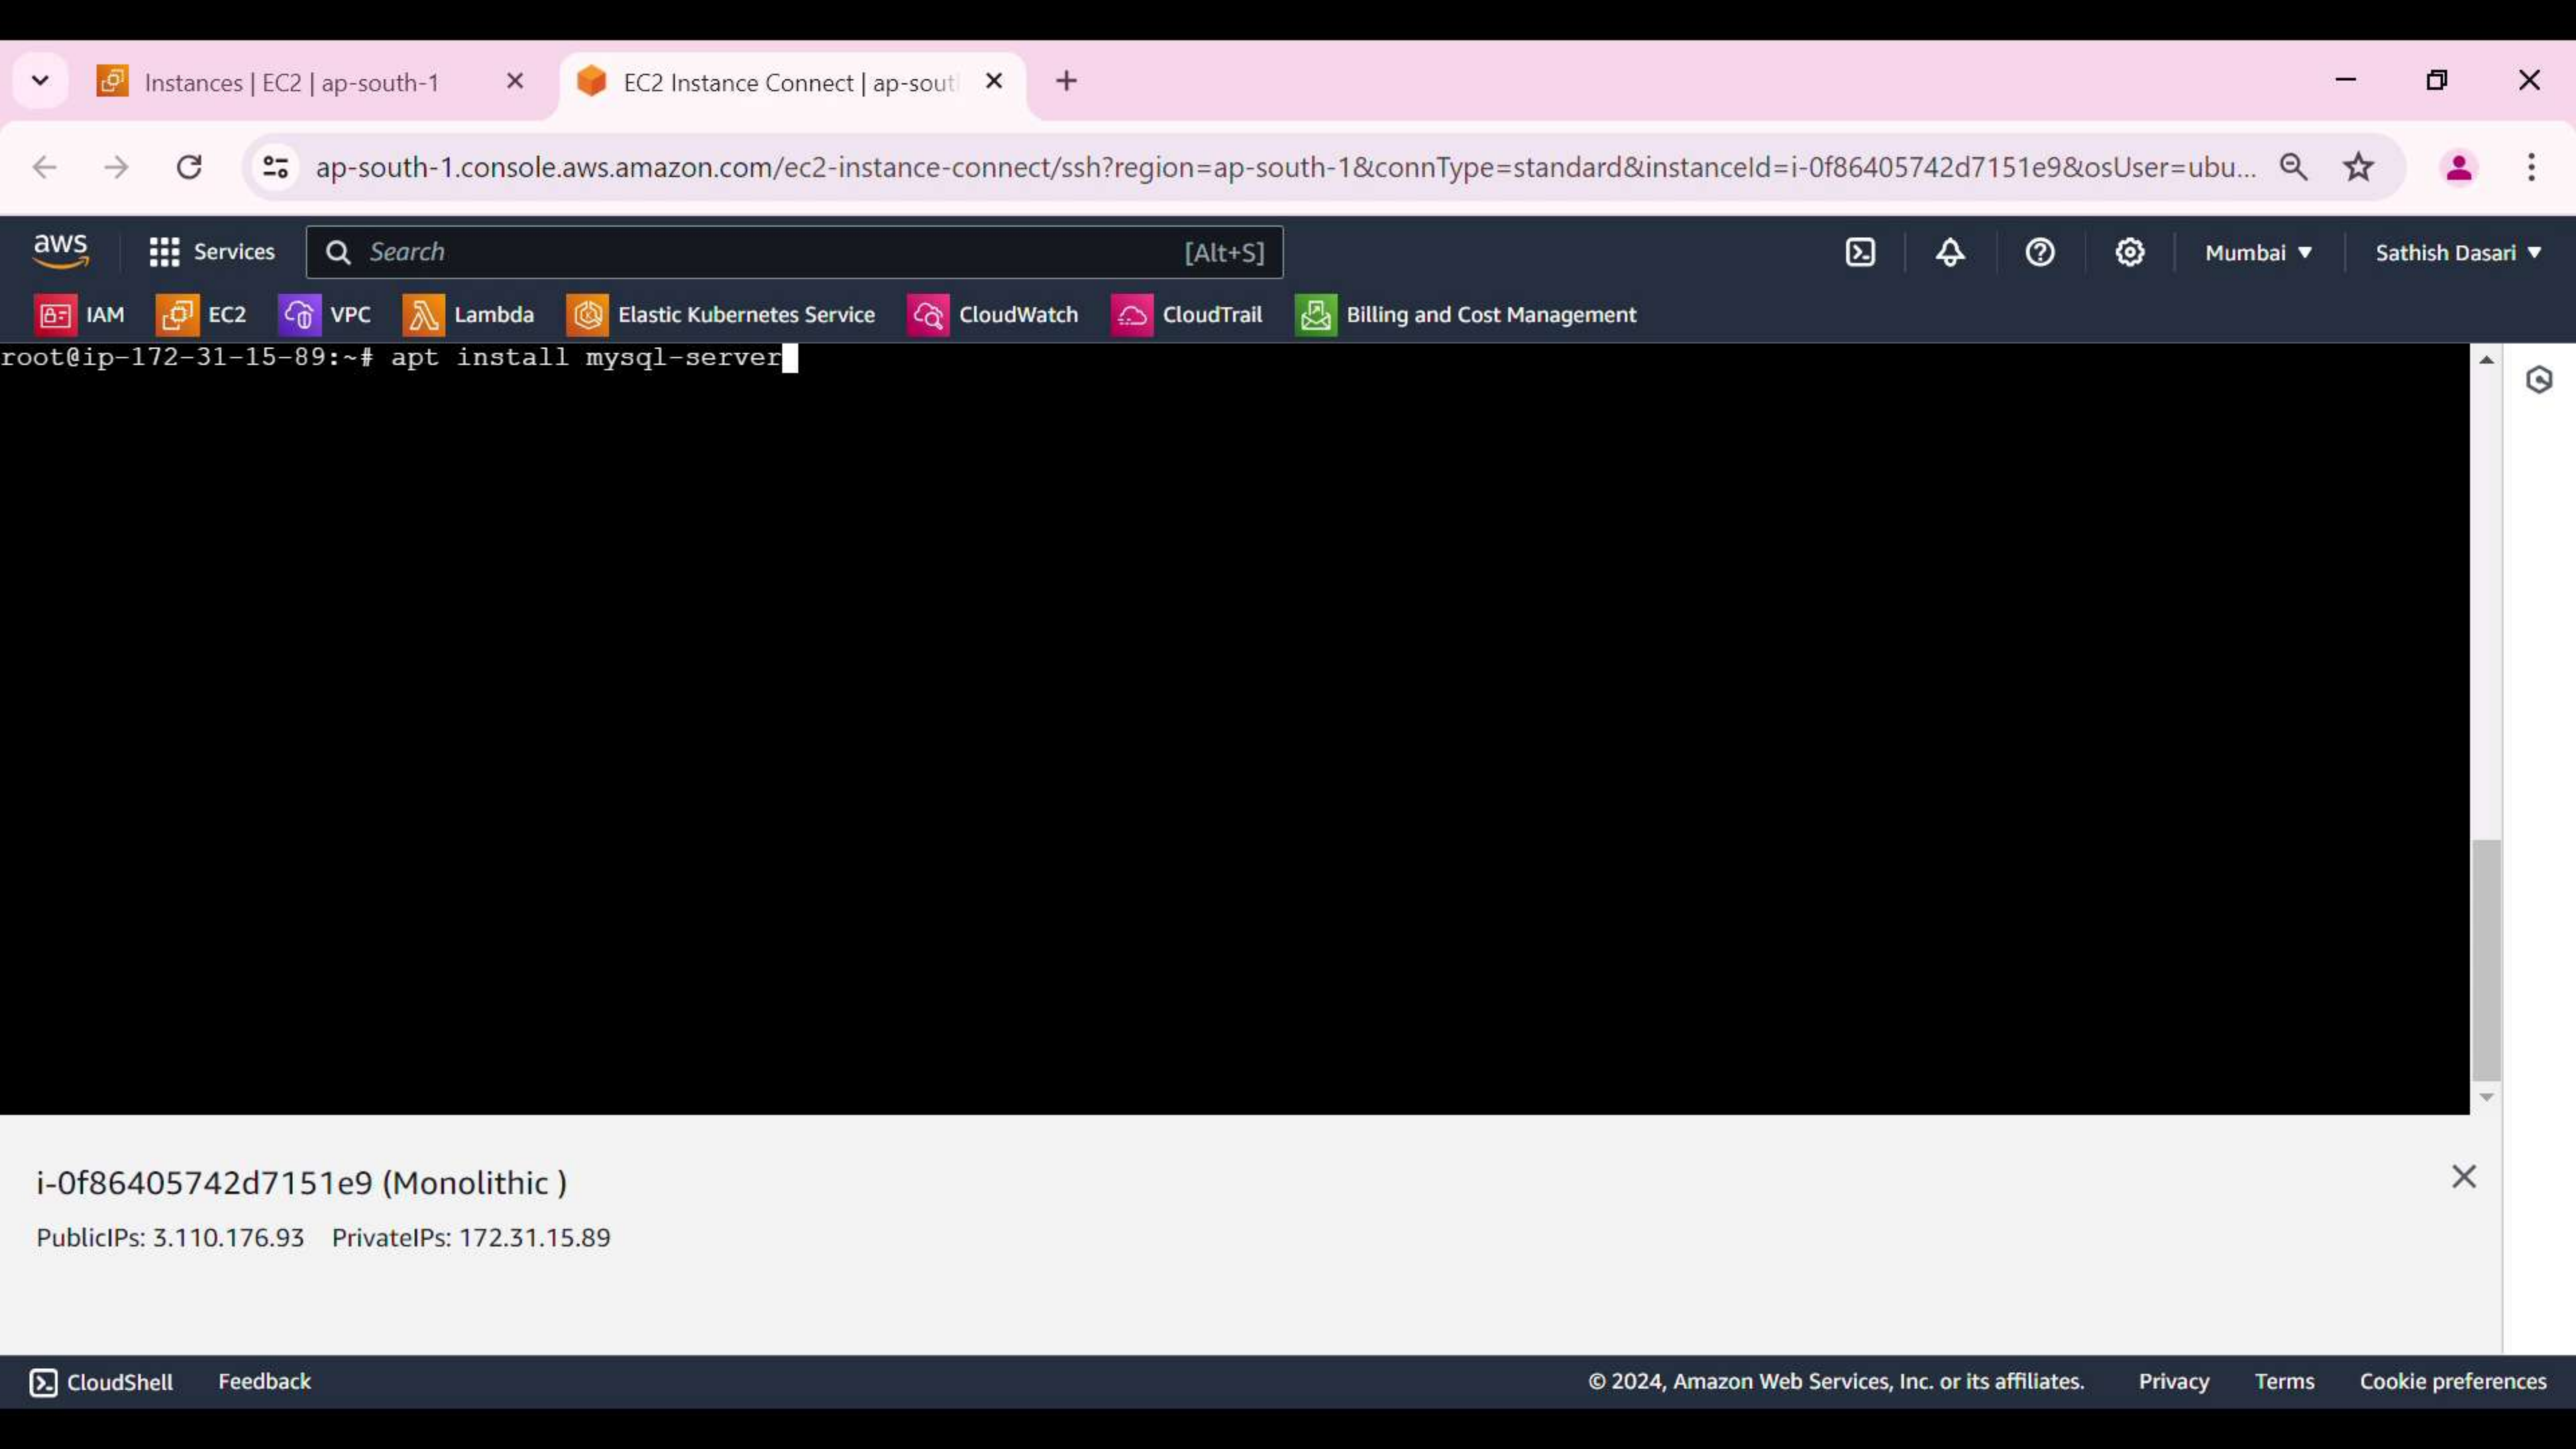 Instances | EC2 | ap-south-1
EC2 Instance Connect | ap-sout
ap-south-1.console.aws.amazon.com/ec2-instance-connect/ssh?region=ap-south-1&connType=standard&instanceId=i-0f86405742d7151e9&osUser=ubu...
aws Services Search [Alt+S] Mumbai Sathish Dasari
IAM EC2 VPC Lambda Elastic Kubernetes Service CloudWatch CloudTrail Billing and Cost Management
root@ip-172-31-15-89:~# apt install mysql-server
i-0f86405742d7151e9 (Monolithic )
PublicIPs: 3.110.176.93 PrivateIPs: 172.31.15.89
CloudShell Feedback © 2024, Amazon Web Services, Inc. or its affiliates. Privacy Terms Cookie preferences